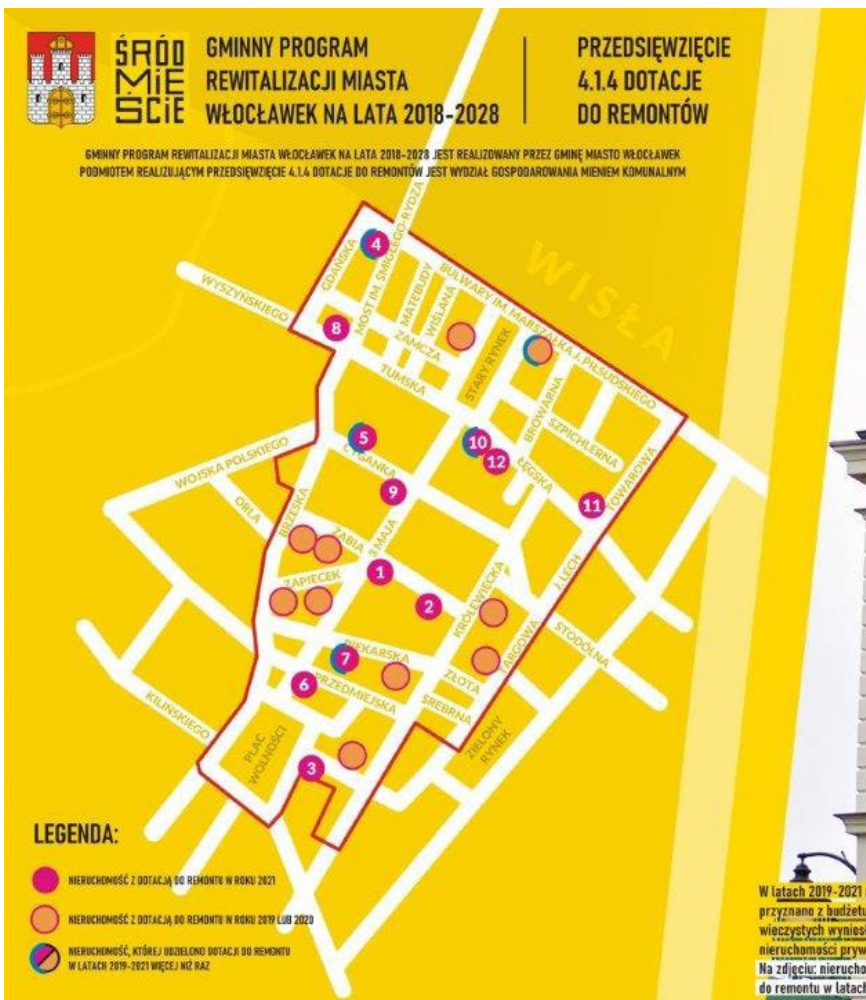 ŚRÓD
MIE
ŚCIE
GMINNY PROGRAM
REWITALIZACJI MIASTA
WŁOCŁAWEK NA LATA 2018-2028
PRZEDSIĘWZIĘCIE
4.1.4 DOTACJE
DO REMONTÓW
GMINNY PROGRAM REWITALIZACJI MIASTA WŁOCŁAWEK NA LATA 2018-2028 JEST REALIZOWANY PRZEZ GMINĘ MIASTO WŁOCŁAWEK
PODMIOTEM REALIZUJĄCYM PRZEDSIĘWZIĘCIE 4.1.4 DOTACJE DO REMONTÓW JEST WYDZIAŁ GOSPODAROWANIA MIENIEM KOMUNALNYM
WISŁA
GDAŃSKA
4
MOST IM. ŚMIGŁEGO-RYDZA
BULWARY IM. MARSZAŁKA J. PIŁSUDSKIEGO
WYSZYŃSKIEGO
MATEBUDY
WIŚLANA
8
ZAMCZA
STARY RYNEK
TUMSKA
BROWARNA
SZPICHLERNA
5
CYGANKA
10
12
ŁĘGSKA
WOJSKA POLSKIEGO
9
11
TOWAROWA
ORLA
BRZESKA
ŻABIA
3 MAJA
ZAPIECEK
1
2
KRÓLEWIECKA
J. LECH
STODÓLNA
TARGOWA
PIEKARSKA
7
ZŁOTA
6
PRZEDMIEJSKA
SREBRNA
KILIŃSKIEGO
PLAC
WOLNOŚCI
ZIELONY
RYNEK
3
LEGENDA:
NIERUCHOMOŚĆ Z DOTACJĄ DO REMONTU W ROKU 2021
NIERUCHOMOŚĆ Z DOTACJĄ DO REMONTU W ROKU 2019 LUB 2020
NIERUCHOMOŚĆ, KTÓREJ UDZIELONO DOTACJI DO REMONTU
W LATACH 2019-2021 WIĘCEJ NIŻ RAZ
W latach 2019-2021
przyznano z budżetu
wieczystych
nieruchomości
Na zdjęciu:
do remontu w